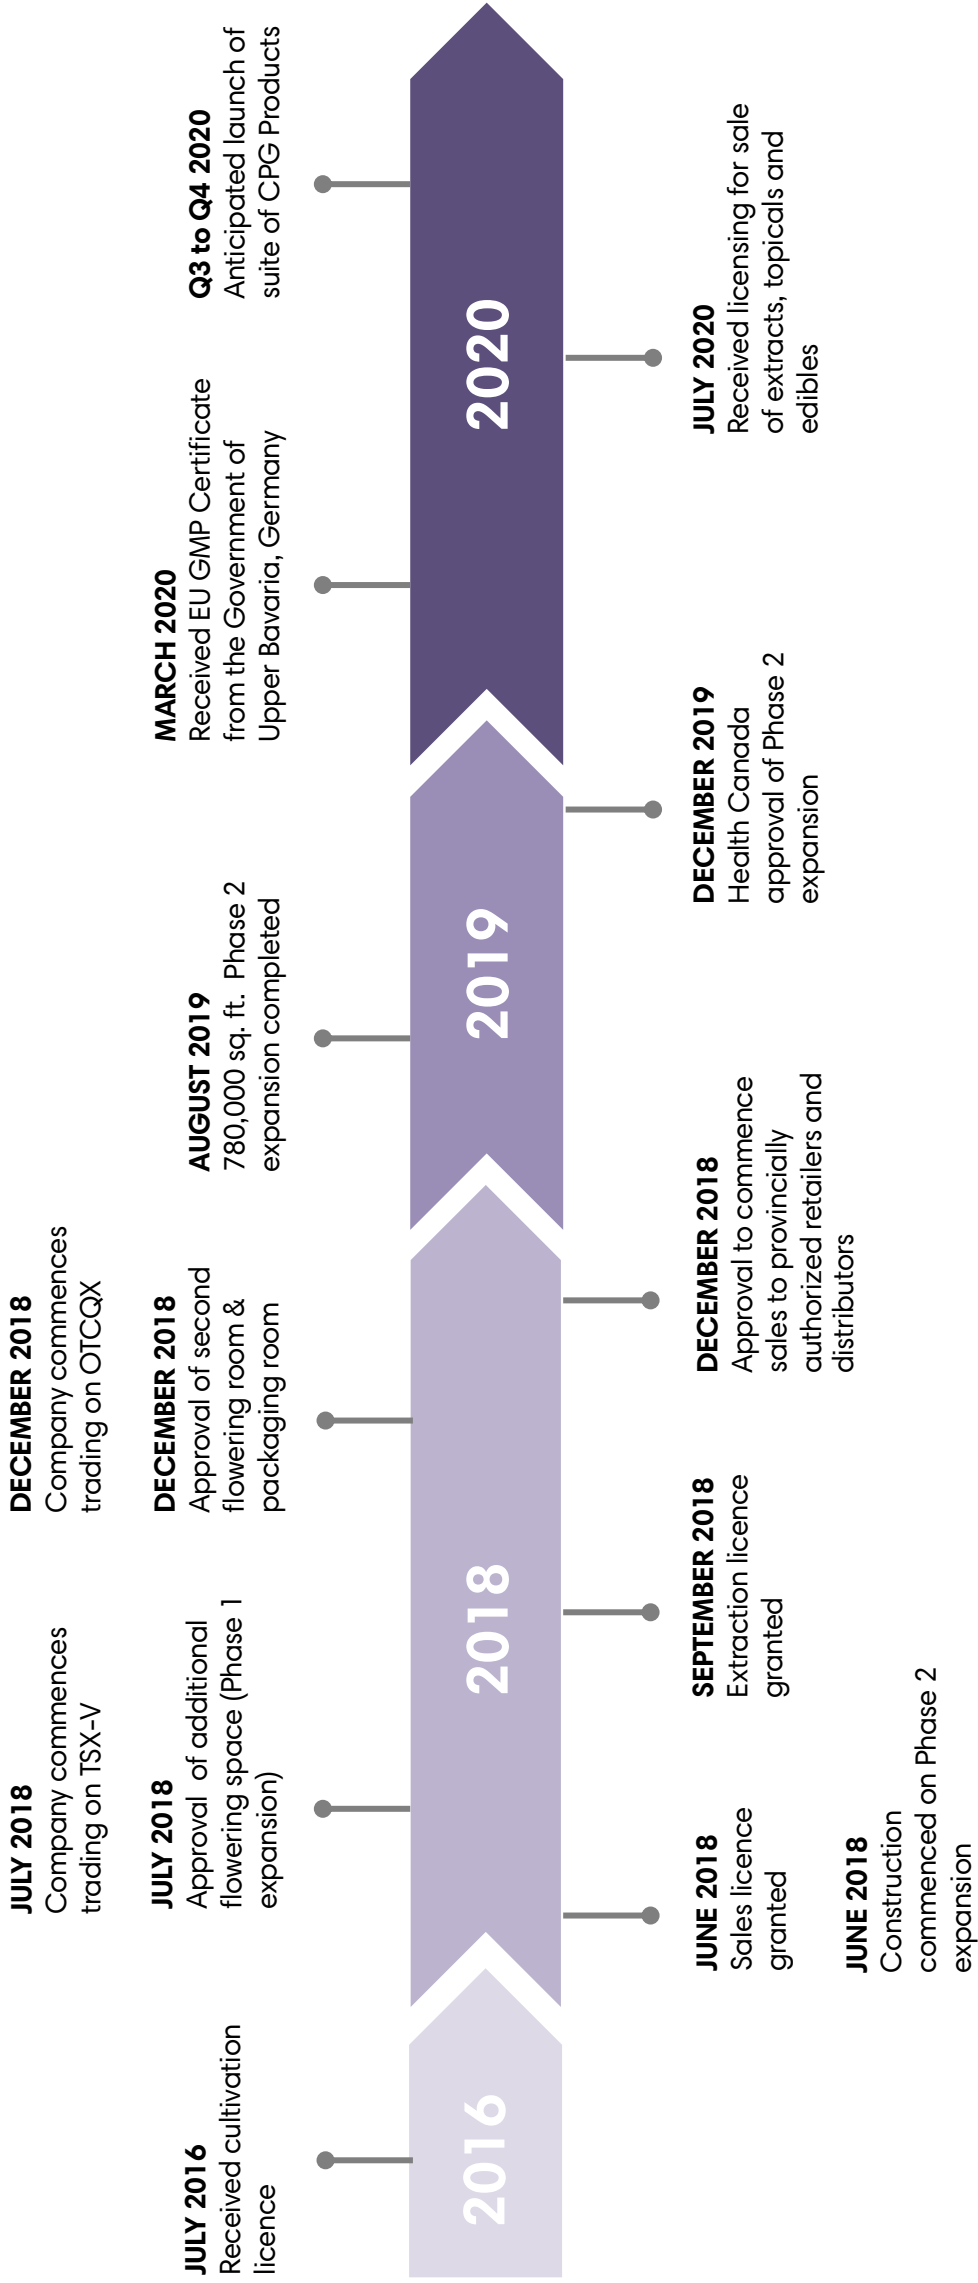 JULY 2018
Company commences
trading on TSX-V
DECEMBER 2018
Company commences
trading on OTCQX
JULY 2016
Received cultivation
licence
JULY 2018
Approval  of additional
flowering space (Phase 1
expansion)
DECEMBER 2018
Approval of second
flowering room &
packaging room
AUGUST 2019
780,000 sq. ft.  Phase 2
expansion completed
MARCH 2020
Received EU GMP Certificate
from the Government of
Upper Bavaria, Germany
Q3 to Q4 2020
Anticipated launch of
suite of CPG Products
2016
2018
2019
2020
JUNE 2018
Sales licence
granted
JUNE 2018
Construction
commenced on Phase 2
expansion
SEPTEMBER 2018
Extraction licence
granted
DECEMBER 2018
Approval to commence
sales to provincially
authorized retailers and
distributors
DECEMBER 2019
Health Canada
approval of Phase 2
expansion
JULY 2020
Received licensing for sale
of extracts, topicals and
edibles